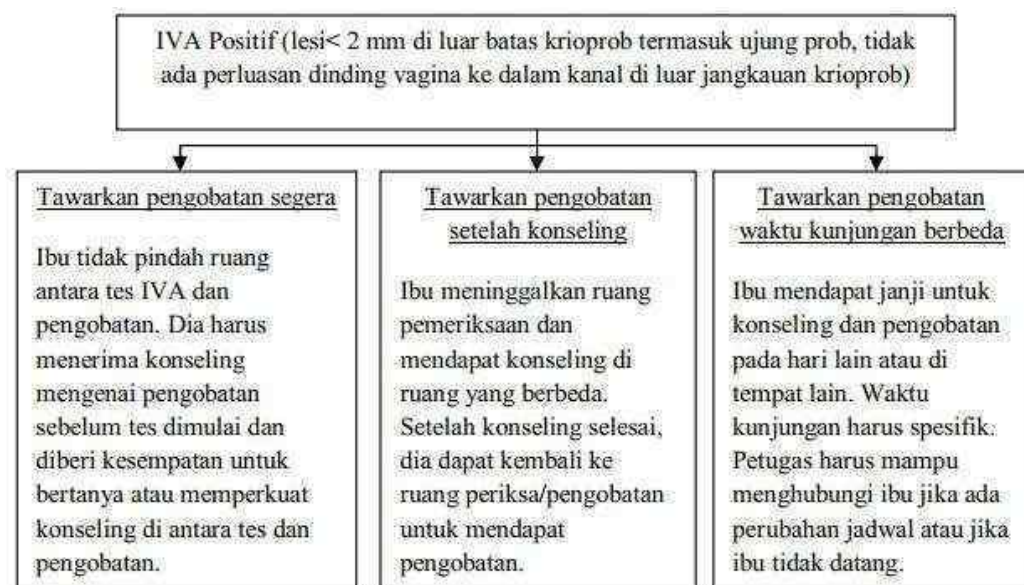 IVA Positif (lesi< 2 mm di luar batas krioprob termasuk ujung prob, tidak
ada perluasan dinding vagina ke dalam kanal di luar jangkauan krioprob)
Tawarkan pengobatan segera
Ibu tidak pindah ruang
antara tes IVA dan
pengobatan. Dia harus
menerima konseling
mengenai pengobatan
sebelum tes dimulai dan
diberi kesempatan untuk
bertanya atau memperkuat
konseling di antara tes dan
pengobatan.
Tawarkan pengobatan
setelah konseling
Ibu meninggalkan ruang
pemeriksaan dan
mendapat konseling di
ruang yang berbeda.
Setelah konseling selesai,
dia dapat kembali ke
ruang periksa/pengobatan
untuk mendapat
pengobatan.
Tawarkan pengobatan
waktu kunjungan berbeda
Ibu mendapat janji untuk
konseling dan pengobatan
pada hari lain atau di
tempat lain. Waktu
kunjungan harus spesifik.
Petugas harus mampu
menghubungi ibu jika ada
perubahan jadwal atau jika
ibu tidak datang.